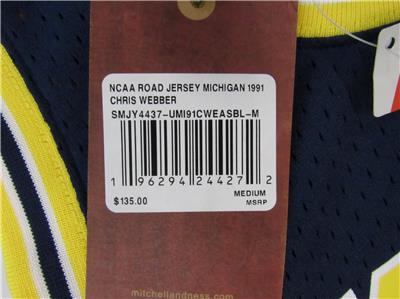 NCAA ROAD JERSEY MICHIGAN 1991
CHRIS WEBBER
SMJY4437-UMI91CWEASBL-M
1 96294 24427 2
MEDIUM
$135.00 MSRP
mitchellandness.com